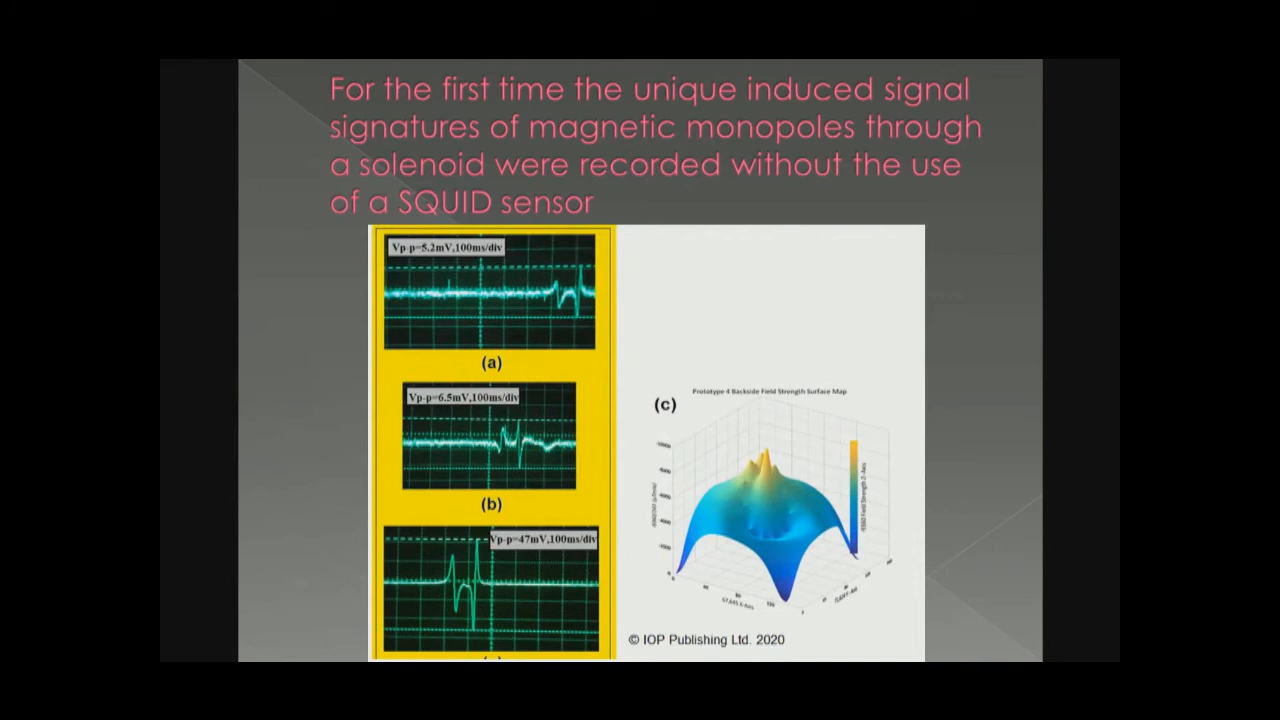 For the first time the unique induced signal
signatures of magnetic monopoles through
a solenoid were recorded without the use
of a SQUID sensor
Vp-p=5.2mV,100ms/div
(a)
Vp-p=6.5mV,100ms/div
(b)
Vp-p=47mV,100ms/div
Prototype 4 Backside Field Strength Surface Map
(c)
© IOP Publishing Ltd. 2020